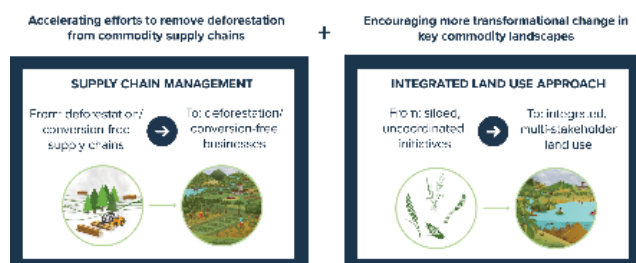 Accelerating efforts to remove deforestation
from commodity supply chains
+
Encouraging more transformational change in
key commodity landscapes
SUPPLY CHAIN MANAGEMENT
From: deforestation/
conversion-free
supply chains
To: deforestation/
conversion-free
businesses
INTEGRATED LAND USE APPROACH
From: siloed,
uncoordinated
initiatives
To: integrated,
multi-stakeholder
land use